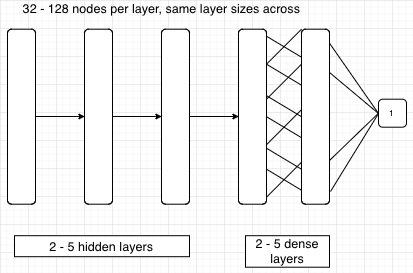 32 - 128 nodes per layer, same layer sizes across
1
2 - 5 hidden layers
2 - 5 dense
layers